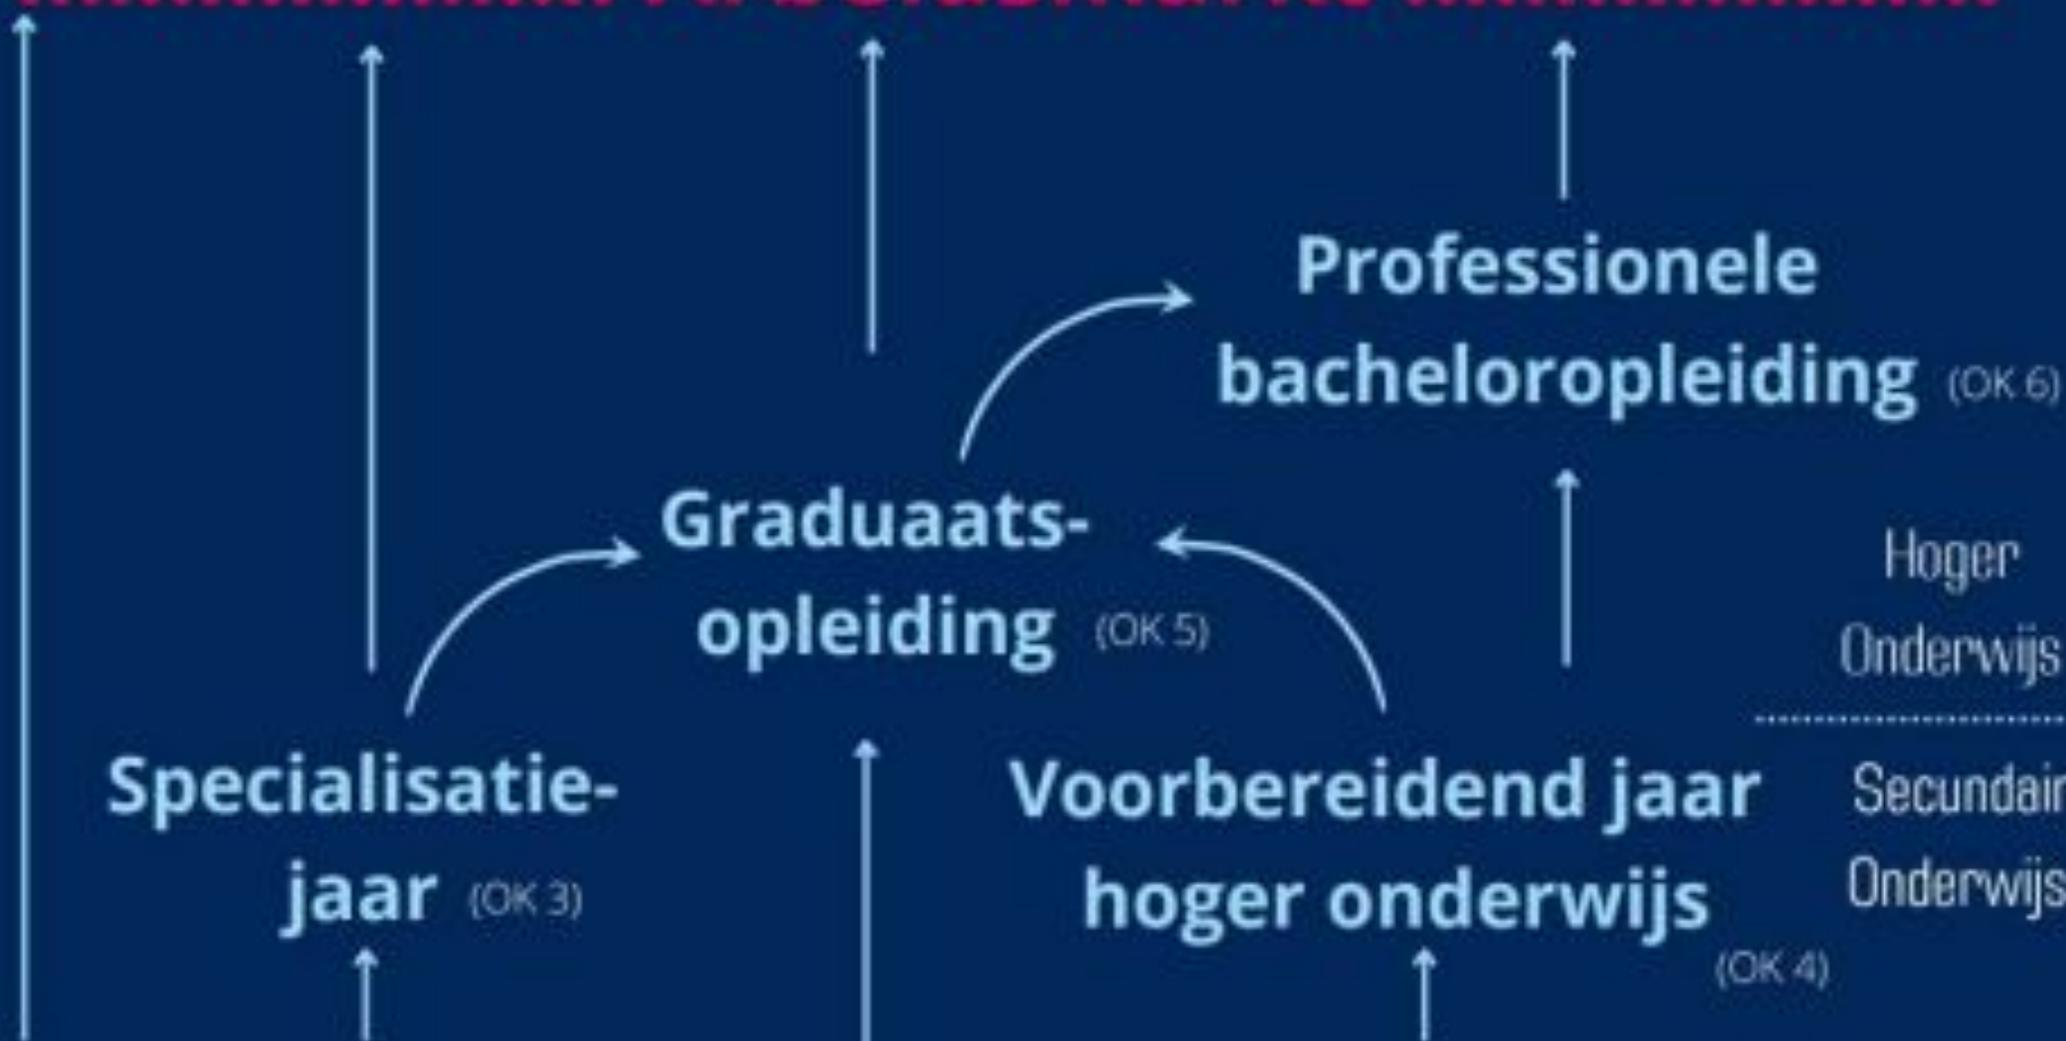 Arbeidsmarkt
Professionele
bacheloropleiding (OK 6)
Graduaats-
opleiding (OK 5)
Hoger
Onderwijs
Specialisatie-
jaar (OK 3)
Voorbereidend jaar
hoger onderwijs
(OK 4)
Secundair
Onderwijs